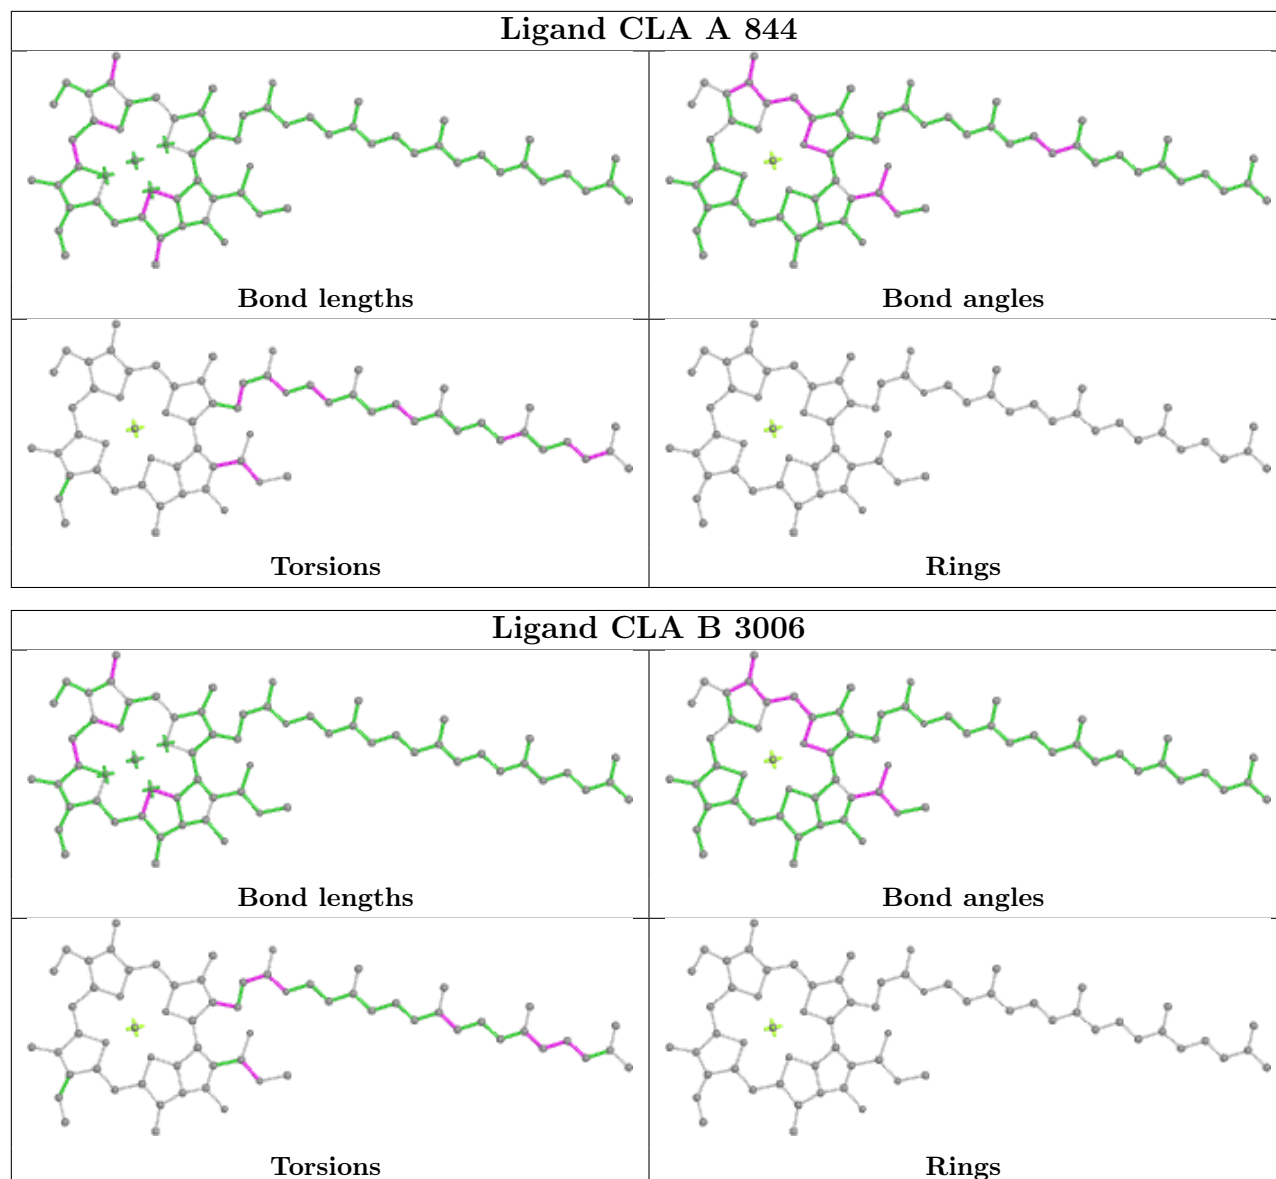 Ligand CLA A 844
Bond lengths
Bond angles
Torsions
Rings
Ligand CLA B 3006
Bond lengths
Bond angles
Torsions
Rings